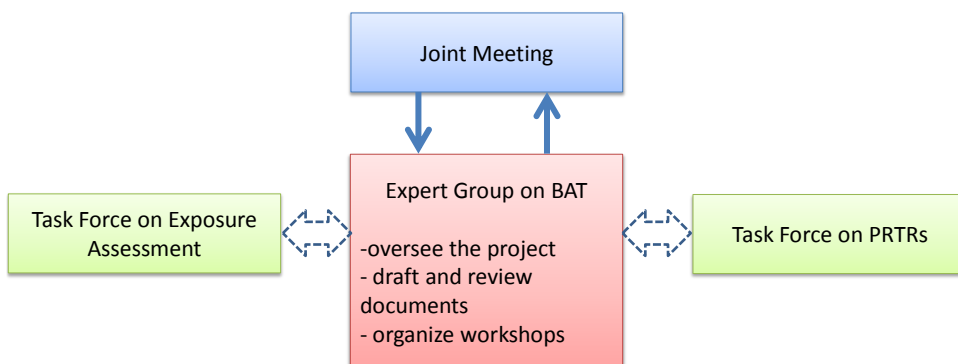 Joint Meeting
Expert Group on BAT
-oversee the project
- draft and review
documents
- organize workshops
Task Force on Exposure
Assessment
Task Force on PRTRs